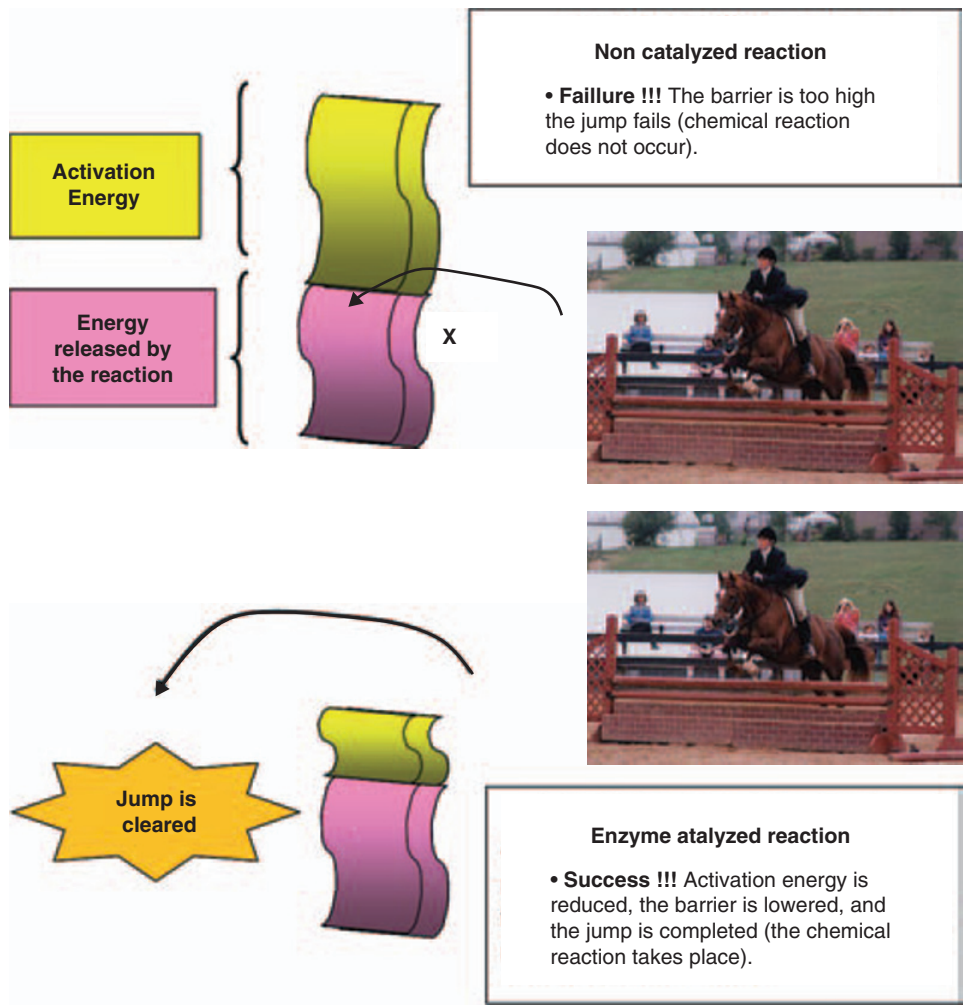 Non catalyzed reaction
• Faillure !!! The barrier is too high
the jump fails (chemical reaction
does not occur).
Activation
Energy
Energy
released by
the reaction
X
Jump is
cleared
Enzyme atalyzed reaction
• Success !!! Activation energy is
reduced, the barrier is lowered, and
the jump is completed (the chemical
reaction takes place).